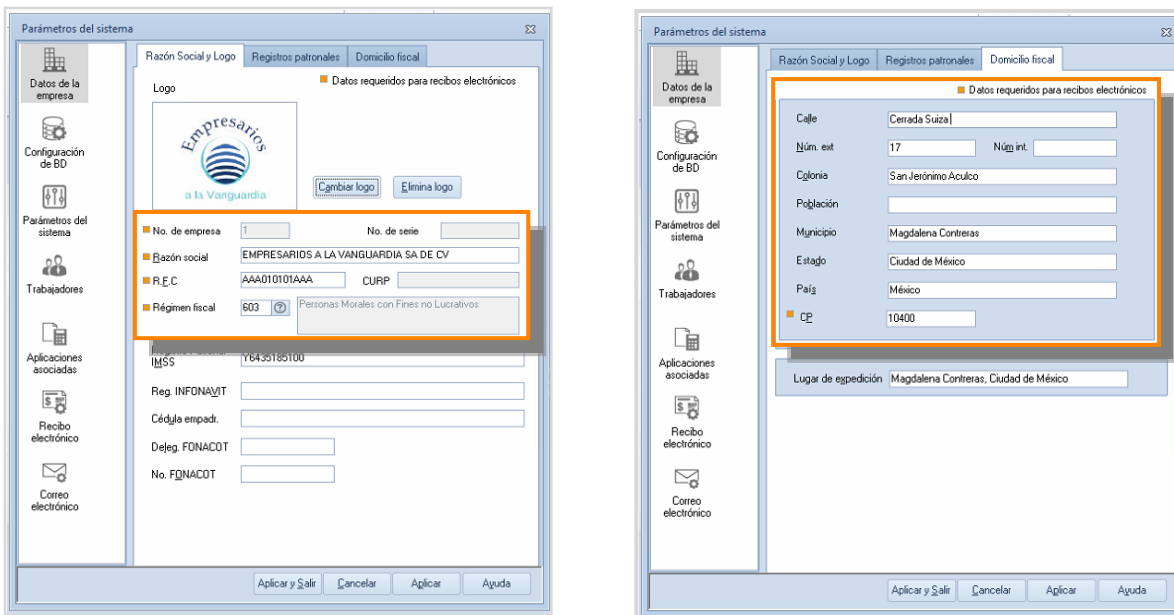 Parámetros del sistema
Datos de la
empresa
Configuración
de BD
Parámetros del
sistema
Trabajadores
Aplicaciones
asociadas
Recibo
electrónico
Correo
electrónico
Razón Social y Logo Registros patronales Domicilio fiscal
Datos requeridos para recibos electrónicos
Logo
Empresarios
a la Vanguardia
Cambiar logo Elimina logo
No. de empresa 1 No. de serie
Razón social EMPRESARIOS A LA VANGUARDIA SA DE CV
R.F.C AAA010101AAA CURP
Régimen fiscal 603 Personas Morales con Fines no Lucrativos
IMSS Y6435185100
Reg. INFONAVIT
Cédula empadr.
Deleg. FONACOT
No. FONACOT
Aplicar y Salir Cancelar Aplicar Ayuda
Parámetros del sistema
Datos de la
empresa
Configuración
de BD
Parámetros del
sistema
Trabajadores
Aplicaciones
asociadas
Recibo
electrónico
Correo
electrónico
Razón Social y Logo Registros patronales Domicilio fiscal
Datos requeridos para recibos electrónicos
Calle Cerrada Suiza
Núm. ext 17 Núm int.
Colonia San Jerónimo Aculco
Población
Municipio Magdalena Contreras
Estado Ciudad de México
País México
CP 10400
Lugar de expedición Magdalena Contreras, Ciudad de México
Aplicar y Salir Cancelar Aplicar Ayuda